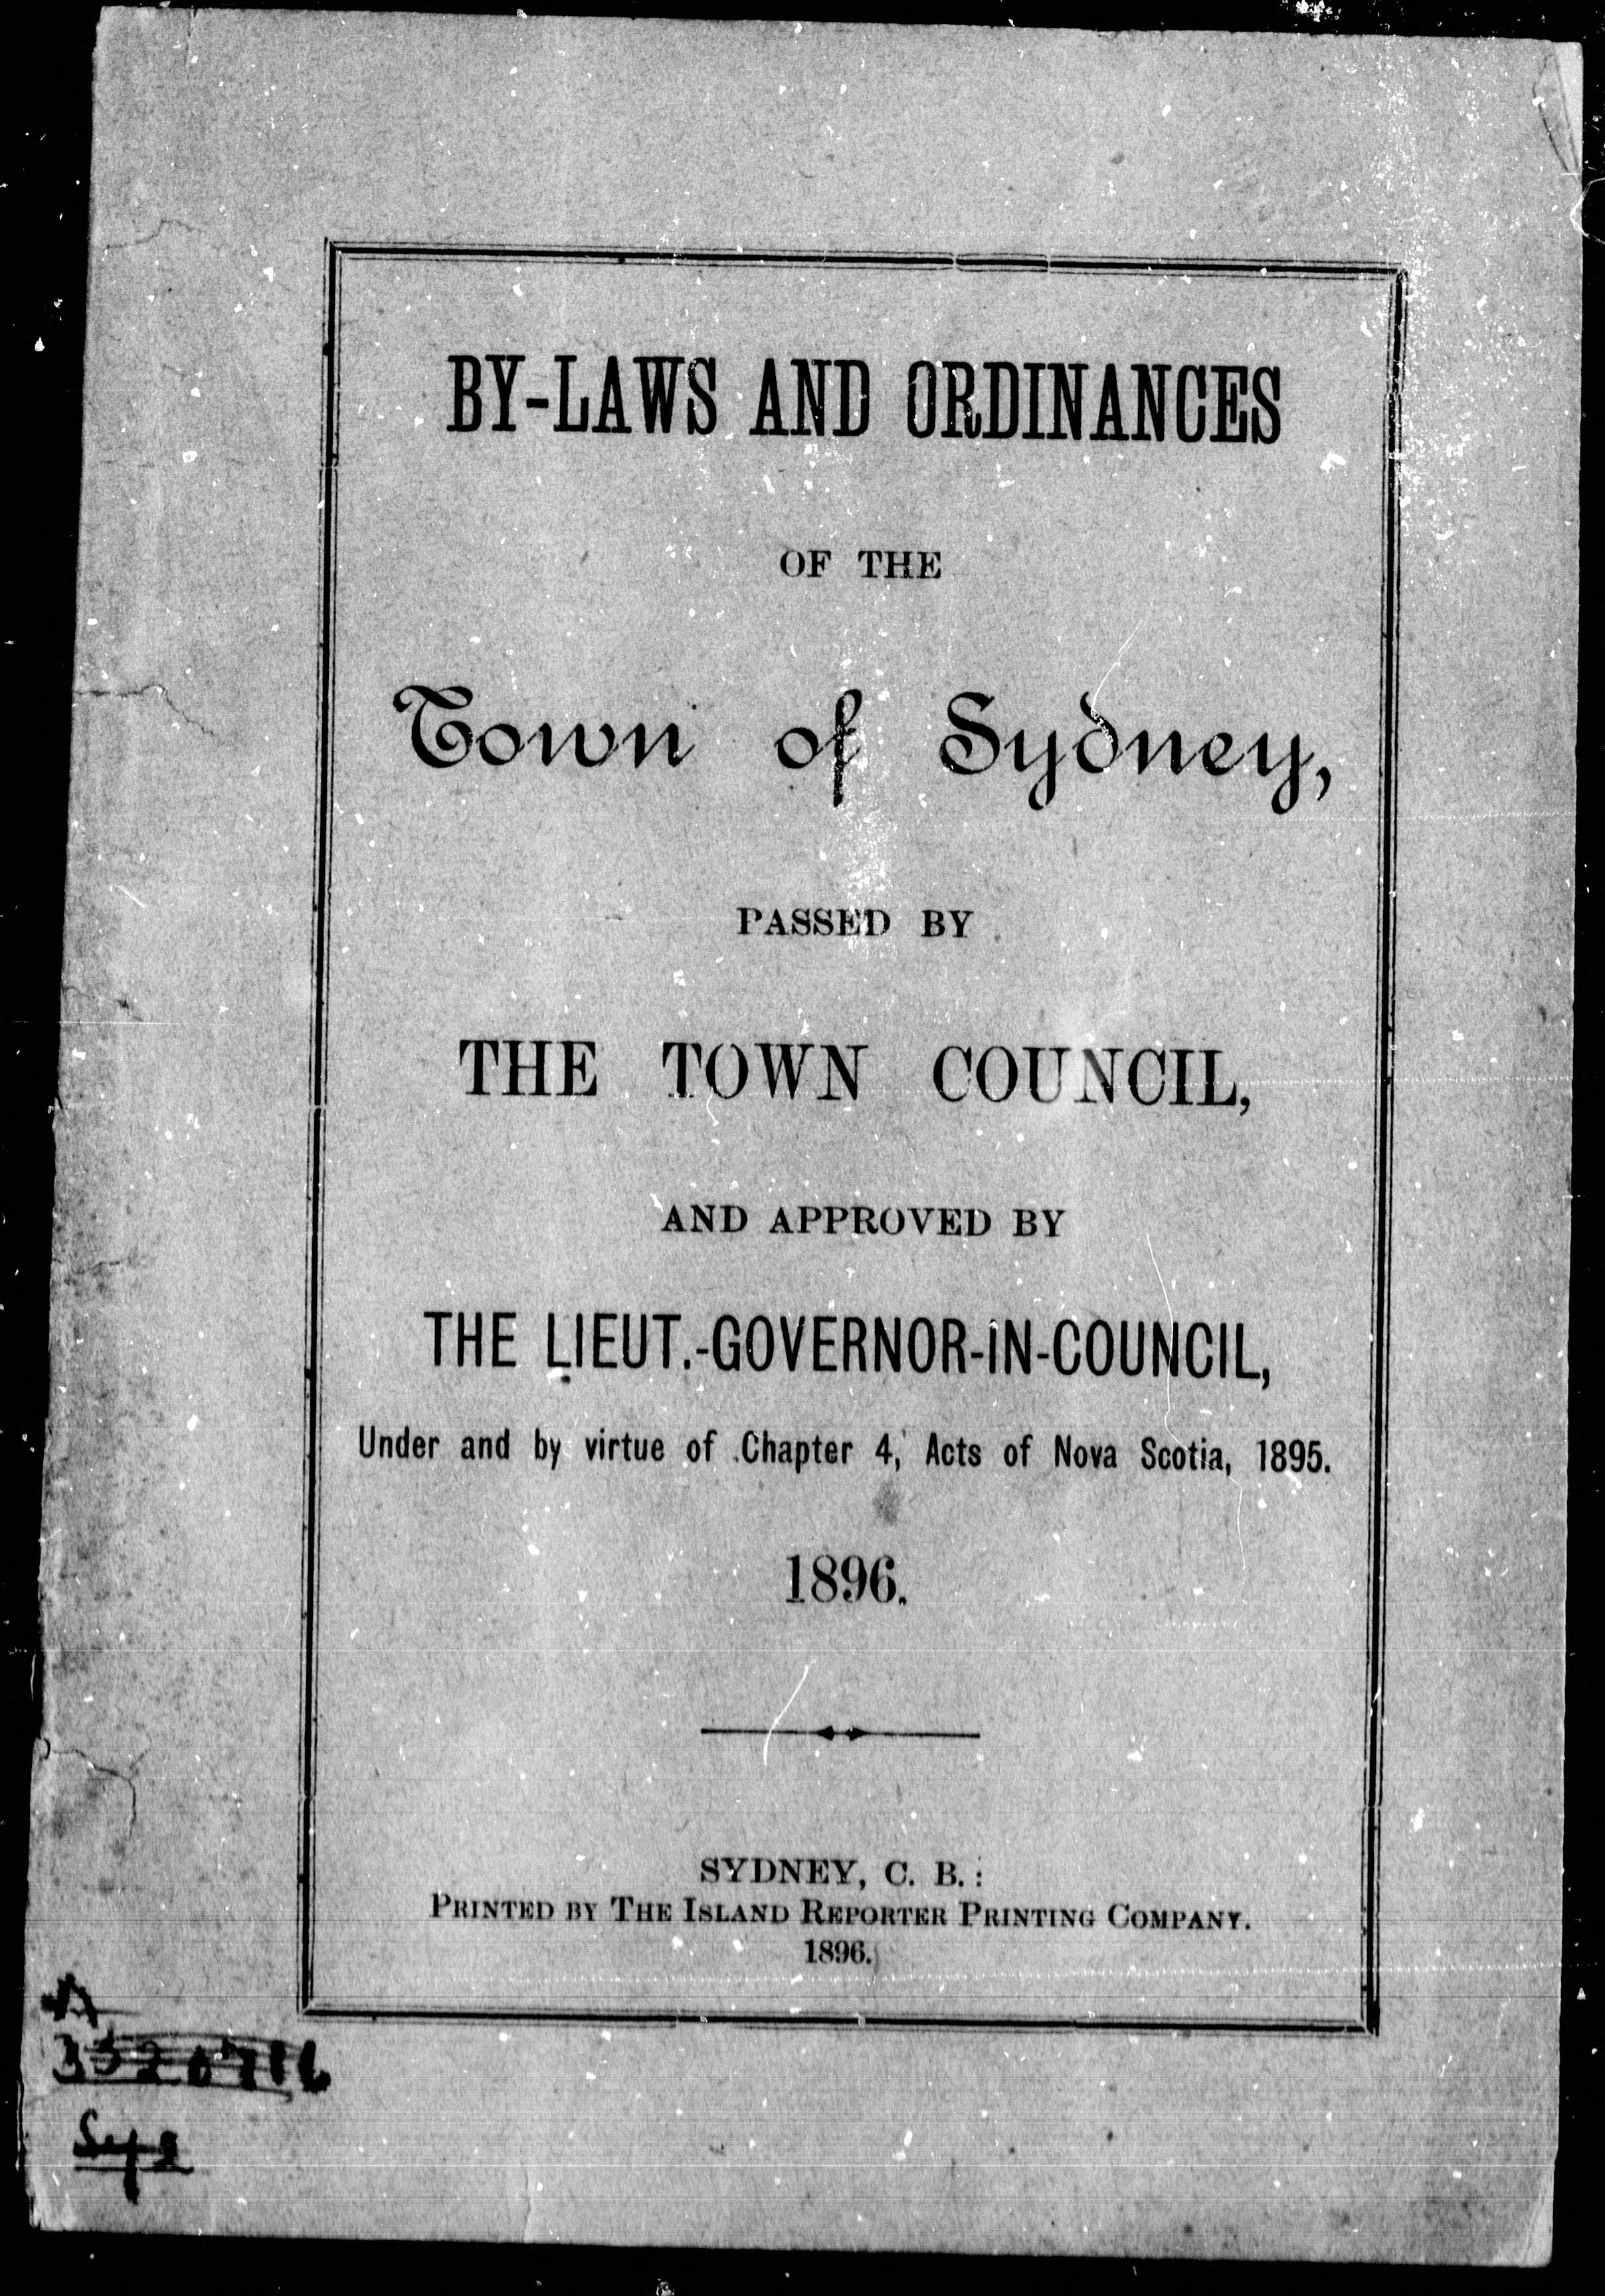 BY-LAWS AND ORDINANCES
OF THE
Town of Sydney,
PASSED BY
THE TOWN COUNCIL,
AND APPROVED BY
THE LIEUT.-GOVERNOR-IN-COUNCIL,
Under and by virtue of Chapter 4, Acts of Nova Scotia, 1895.
1896.
SYDNEY, C. B.:
PRINTED BY THE ISLAND REPORTER PRINTING COMPANY.
1896.
A